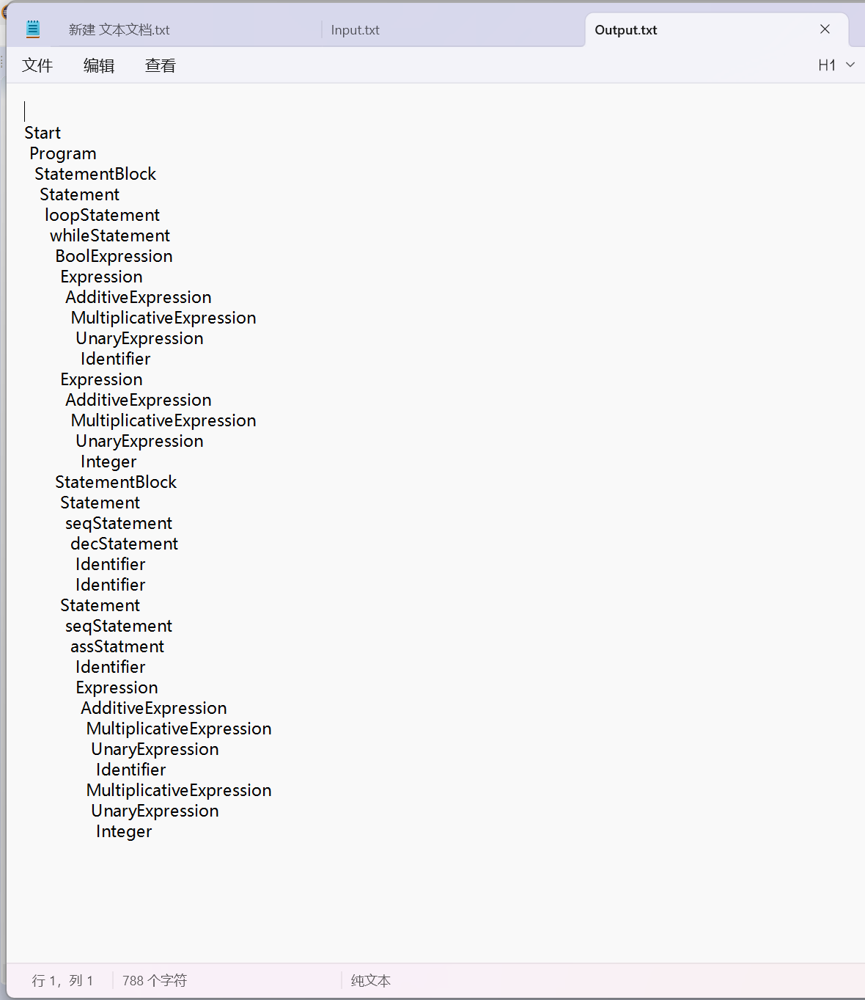 新建 文本文档.txt
Input.txt
Output.txt
文件
编辑
查看
H1
Start
Program
StatementBlock
Statement
loopStatement
whileStatement
BoolExpression
Expression
AdditiveExpression
MultiplicativeExpression
UnaryExpression
Identifier
Expression
AdditiveExpression
MultiplicativeExpression
UnaryExpression
Integer
StatementBlock
Statement
seqStatement
decStatement
Identifier
Identifier
Statement
seqStatement
assStatment
Identifier
Expression
AdditiveExpression
MultiplicativeExpression
UnaryExpression
Identifier
MultiplicativeExpression
UnaryExpression
Integer
行 1，列 1
788 个字符
纯文本